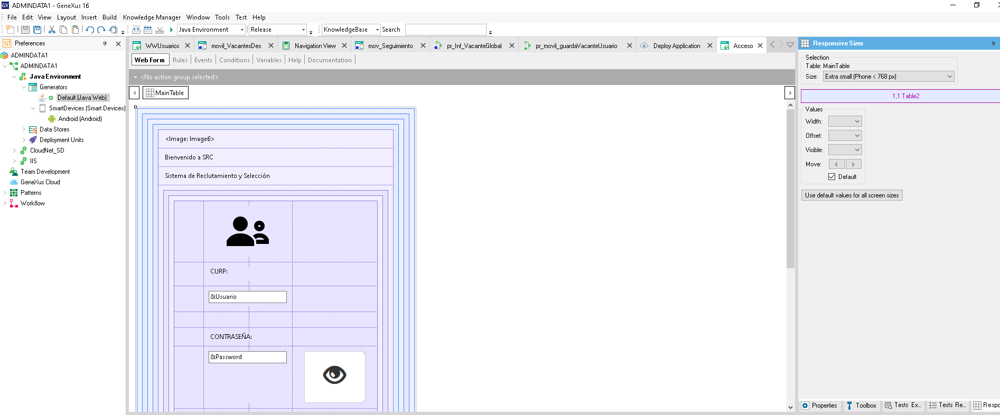 ADMINDATA1 - GeneXus 16
File Edit View Layout Insert Build Knowledge Manager Window Tools Test Help
Java Environment Release KnowledgeBase Search
Preferences
ADMINDATA1
ADMINDATA1
Java Environment
Generators
Default (Java Web)
SmartDevices (Smart Devices)
Android (Android)
Data Stores
Deployment Units
CloudNet_SD
IIS
Team Development
GeneXus Cloud
Patterns
Workflow
WWUsuarios movil_VacantesDes Navigation View mov_Seguimiento pr_Inf_VacanteGlobal pr_movil_guardaVacanteUsuario Deploy Application Acceso
Web Form Rules Events Conditions Variables Help Documentation
<No action group selected>
MainTable
<Image: Image6>
Bienvenido a SRC
Sistema de Reclutamiento y Selección
CURP:
&Usuario
CONTRASEÑA:
&Password
Responsive Sizes
Selection
Table: MainTable
Size: Extra small (Phone < 768 px)
1,1 Table2
Values
Width:
Offset:
Visible:
Move: < >
Default
Use default values for all screen sizes
Properties Toolbox Tests Ex... Tests Re... Respo